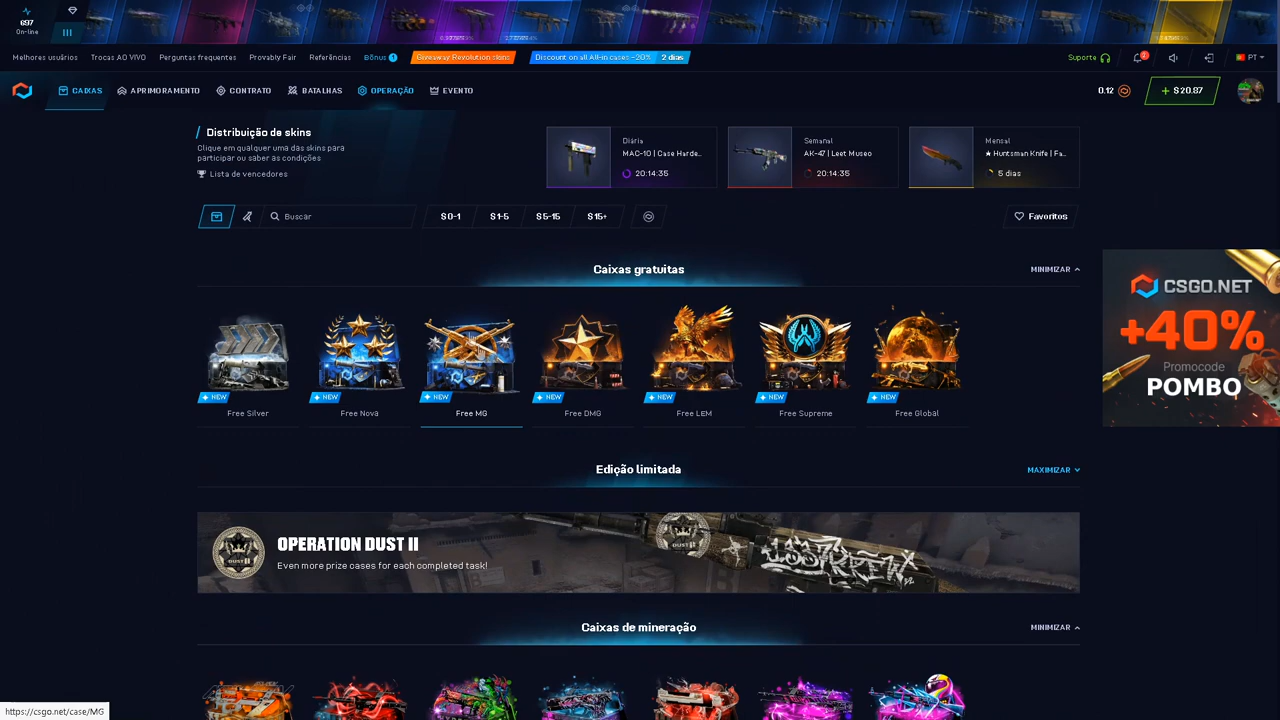 697
On-line
Melhores usuários
Trocas AO VIVO
Perguntas frequentes
Provably Fair
Referências
Bônus
Giveaway Revolution skins
Discount on all All-in cases -20%
2 dias
Suporte
PT
CAIXAS
APRIMORAMENTO
CONTRATO
BATALHAS
OPERAÇÃO
EVENTO
0.12
+ $ 20.87
Distribuição de skins
Clique em qualquer uma das skins para
participar ou saber as condições
Lista de vencedores
Diária
MAC-10 | Case Harde...
20:14:35
Semanal
AK-47 | Leet Museo
20:14:35
Mensal
★ Huntsman Knife | Fa...
5 dias
Buscar
$ 0-1
$ 1-5
$ 5-15
$ 15+
Favoritos
Caixas gratuitas
MINIMIZAR
NEW
NEW
NEW
NEW
NEW
NEW
NEW
Free Silver
Free Nova
Free MG
Free DMG
Free LEM
Free Supreme
Free Global
CSGO.NET
+40%
Promocode
POMBO
Edição limitada
MAXIMIZAR
DUST II
OPERATION DUST II
Even more prize cases for each completed task!
DUST II
Caixas de mineração
MINIMIZAR
https://csgo.net/case/MG